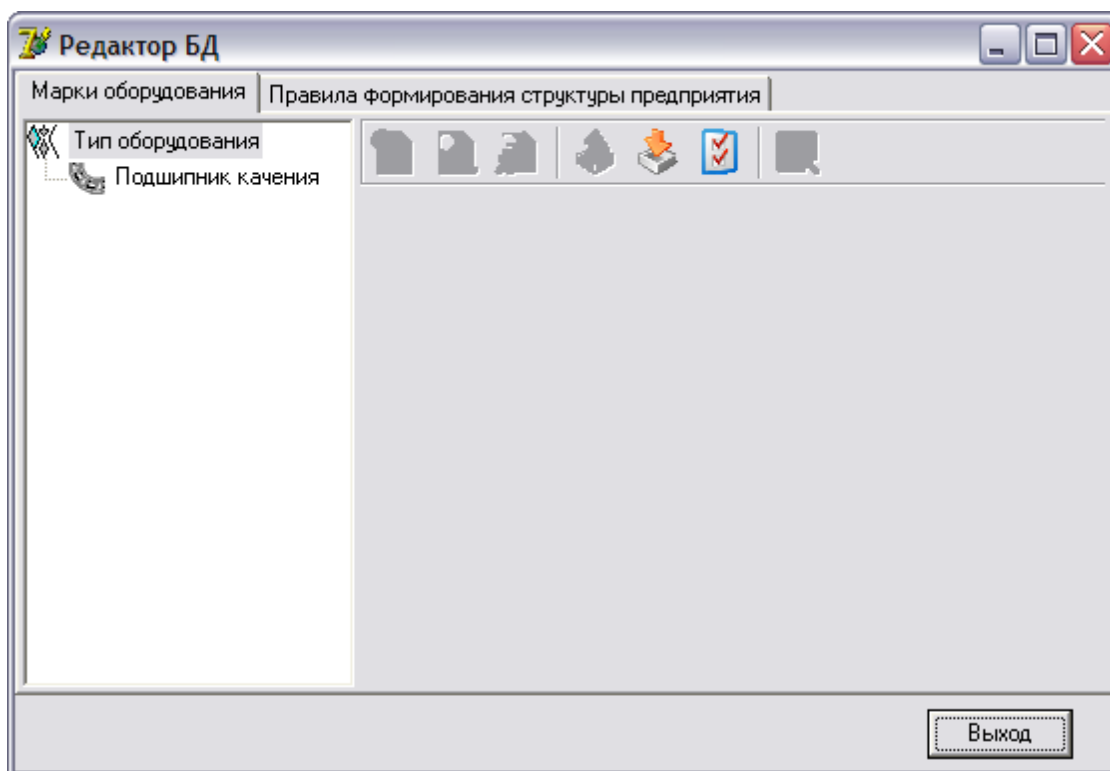 Редактор БД
Марки оборудования
Правила формирования структуры предприятия
Тип оборудования
Подшипник качения
Выход